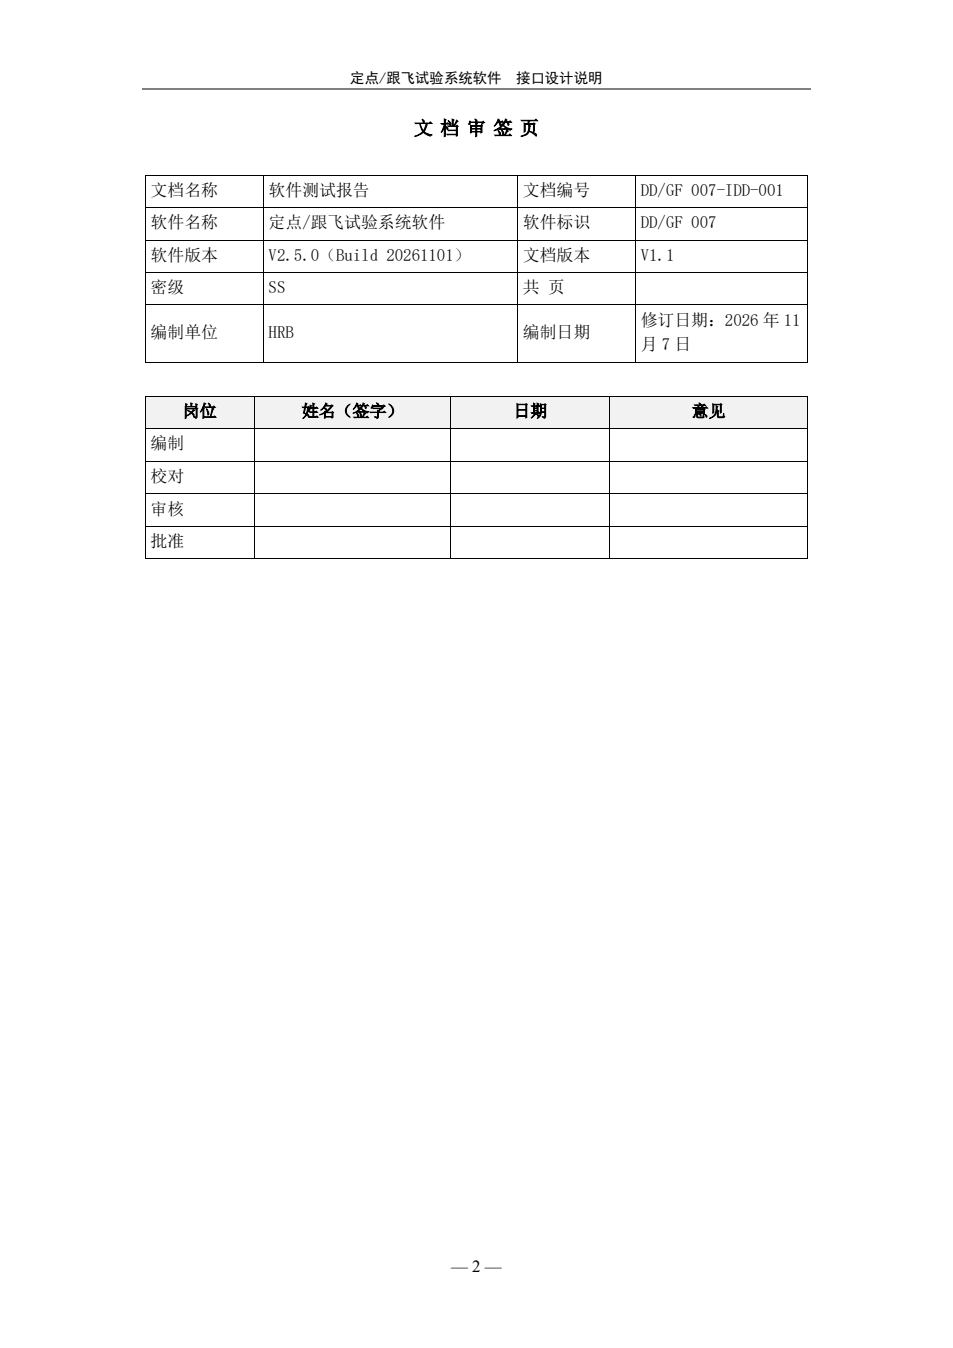 定点/跟飞试验系统软件　接口设计说明
文 档 审 签 页
文档名称 软件测试报告 文档编号 DD/GF 007-IDD-001
软件名称 定点/跟飞试验系统软件 软件标识 DD/GF 007
软件版本 V2.5.0（Build 20261101） 文档版本 V1.1
密级 SS 共 页
编制单位 HRB 编制日期 修订日期：2026 年 11
月 7 日
岗位 姓名（签字） 日期 意见
编制
校对
审核
批准
— 2 —